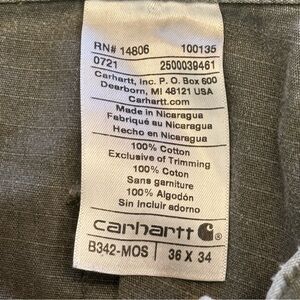 RN# 14806 100135
0721 2500039461
Carhartt, Inc. P. O. Box 600
Dearborn, MI 48121 USA
Carhartt.com
Made in Nicaragua
Fabriqué au Nicaragua
Hecho en Nicaragua
100% Cotton
Exclusive of Trimming
100% Coton
Sans garniture
100% Algodón
Sin incluir adorno
carhartt
B342-MOS 36 X 34